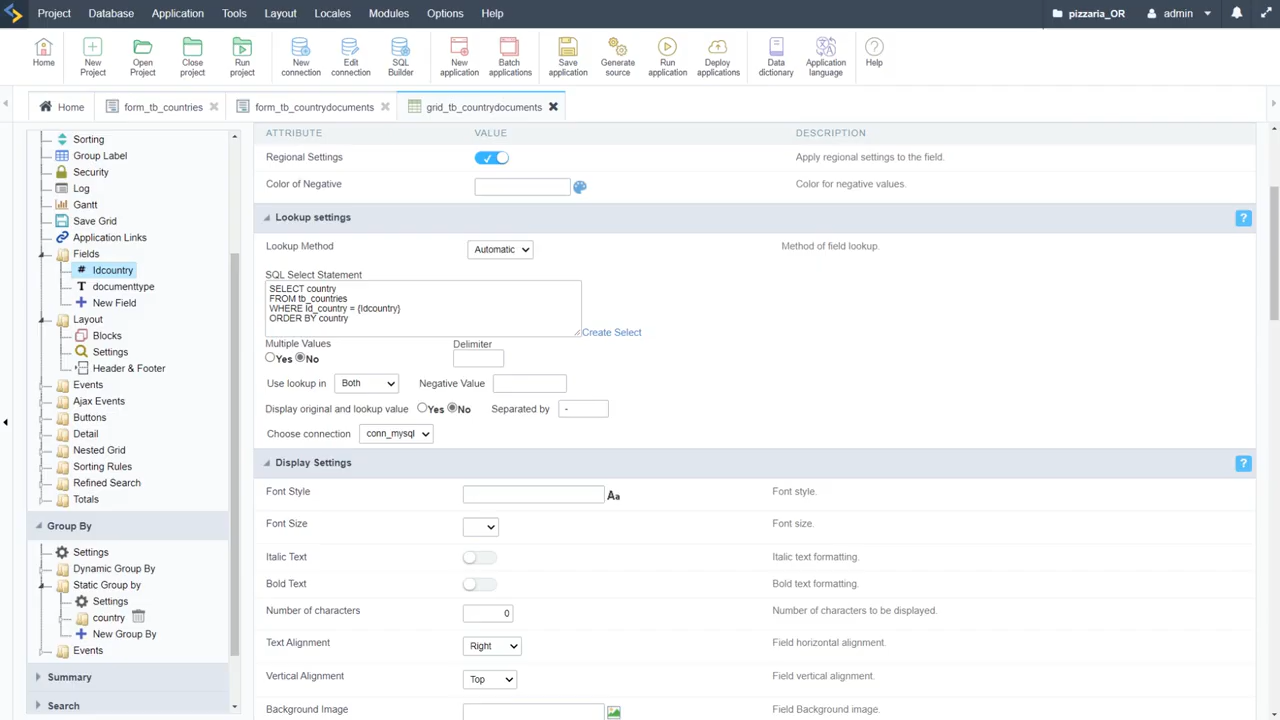 Project Database Application Tools Layout Locales Modules Options Help pizzaria_OR admin
Home New Project Open Project Close project Run project New connection Edit connection SQL Builder New application Batch applications Save application Generate source Run application Deploy applications Data dictionary Application language Help
Home form_tb_countries form_tb_countrydocuments grid_tb_countrydocuments
Sorting
Group Label
Security
Log
Gantt
Save Grid
Application Links
Fields
# Idcountry
T documenttype
New Field
Layout
Blocks
Settings
Header & Footer
Events
Ajax Events
Buttons
Detail
Nested Grid
Sorting Rules
Refined Search
Totals
Group By
Settings
Dynamic Group By
Static Group by
Settings
country
New Group By
Events
Summary
Search
ATTRIBUTE VALUE DESCRIPTION
Regional Settings Apply regional settings to the field.
Color of Negative Color for negative values.
Lookup settings ?
Lookup Method Automatic Method of field lookup.
SQL Select Statement
SELECT country
FROM tb_countries
WHERE Id_country = {Idcountry}
ORDER BY country
Create Select
Multiple Values Delimiter
Yes No
Use lookup in Both Negative Value
Display original and lookup value Yes No Separated by -
Choose connection conn_mysql
Display Settings ?
Font Style Aa Font style.
Font Size Font size.
Italic Text Italic text formatting.
Bold Text Bold text formatting.
Number of characters 0 Number of characters to be displayed.
Text Alignment Right Field horizontal alignment.
Vertical Alignment Top Field vertical alignment.
Background Image Field Background image.